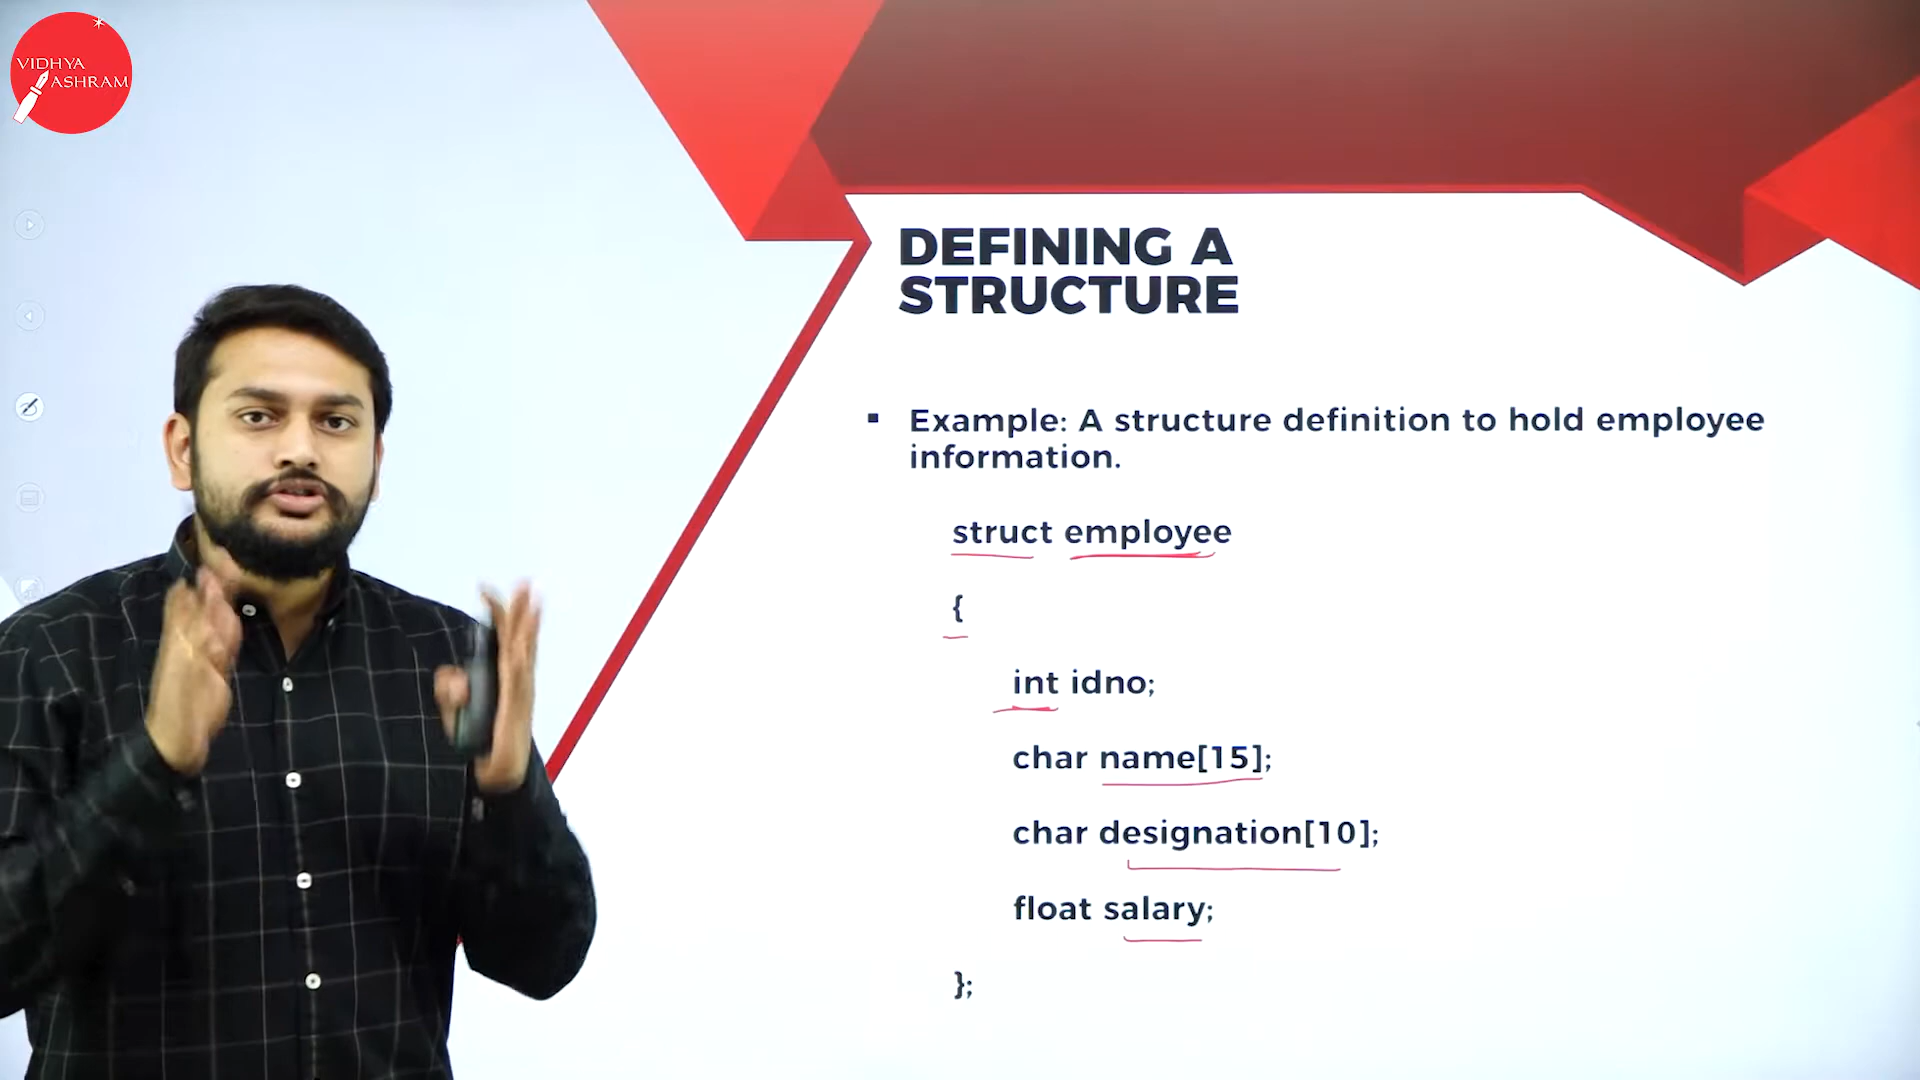 VIDHYA
ASHRAM
DEFINING A
STRUCTURE
▪ Example: A structure definition to hold employee
information.
struct employee
{
int idno;
char name[15];
char designation[10];
float salary;
};